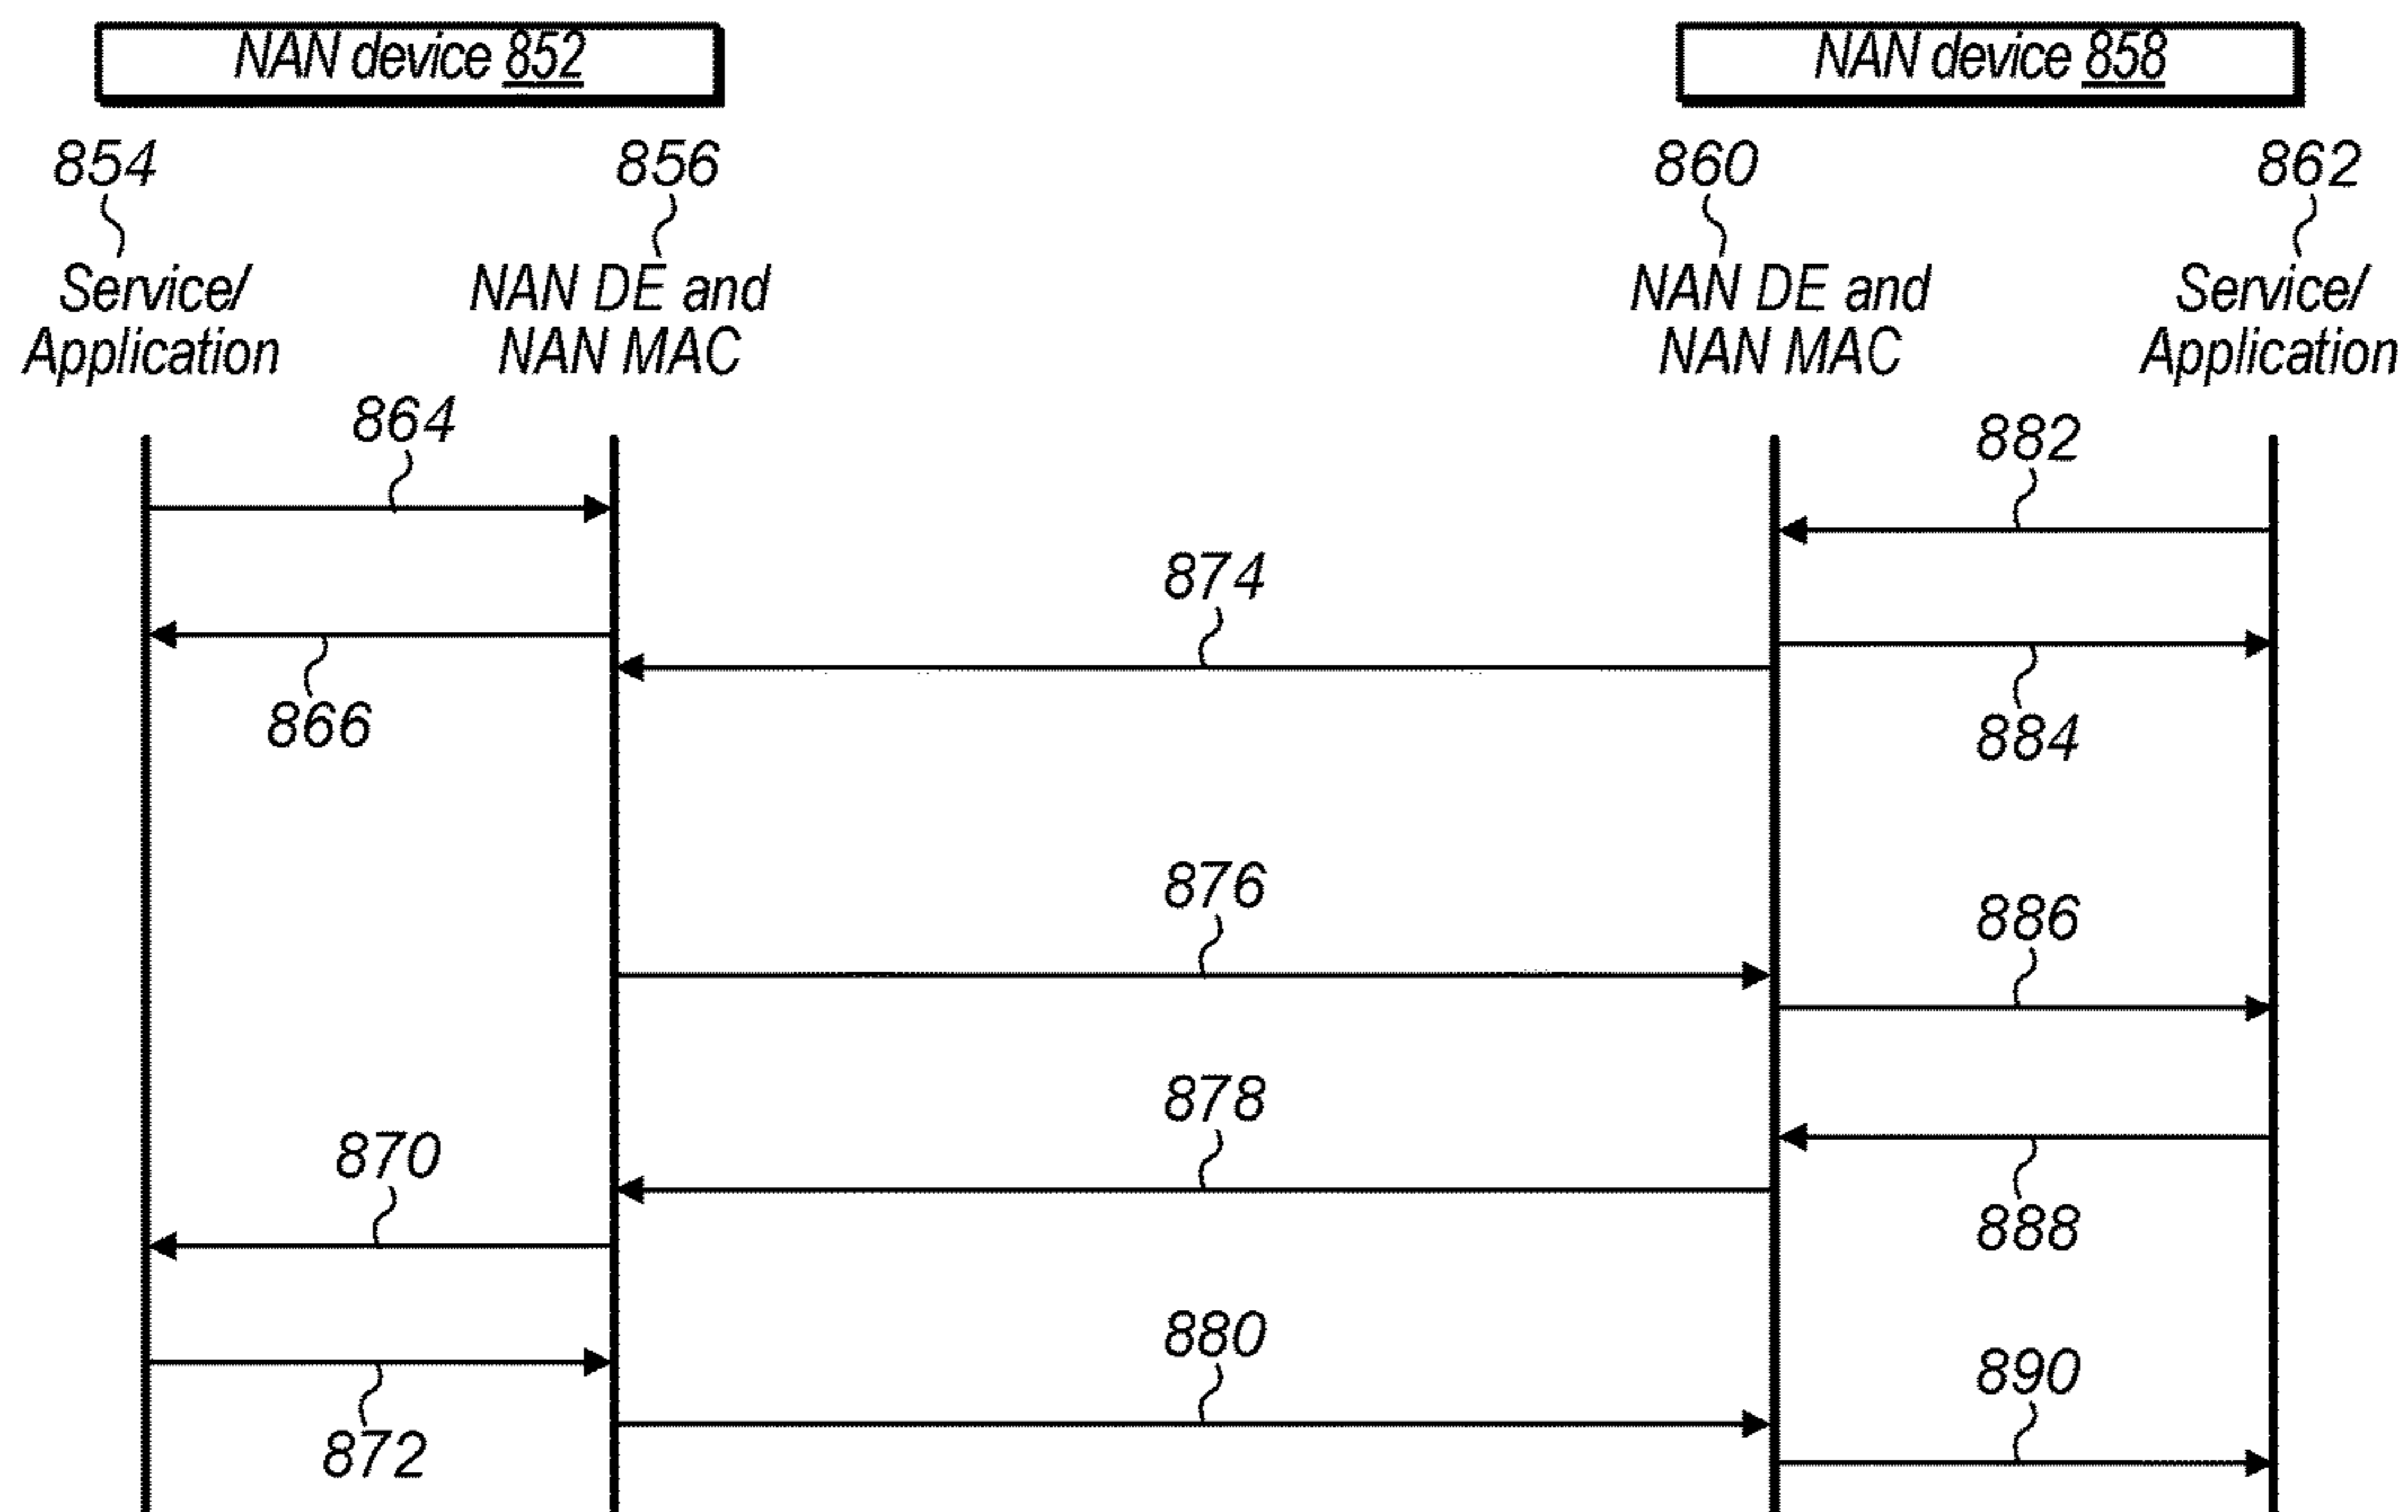 NAN device 852
NAN device 858
854
856
860
862
Service/
Application
NAN DE and
NAN MAC
NAN DE and
NAN MAC
Service/
Application
864
882
874
866
884
876
886
878
870
888
880
890
872